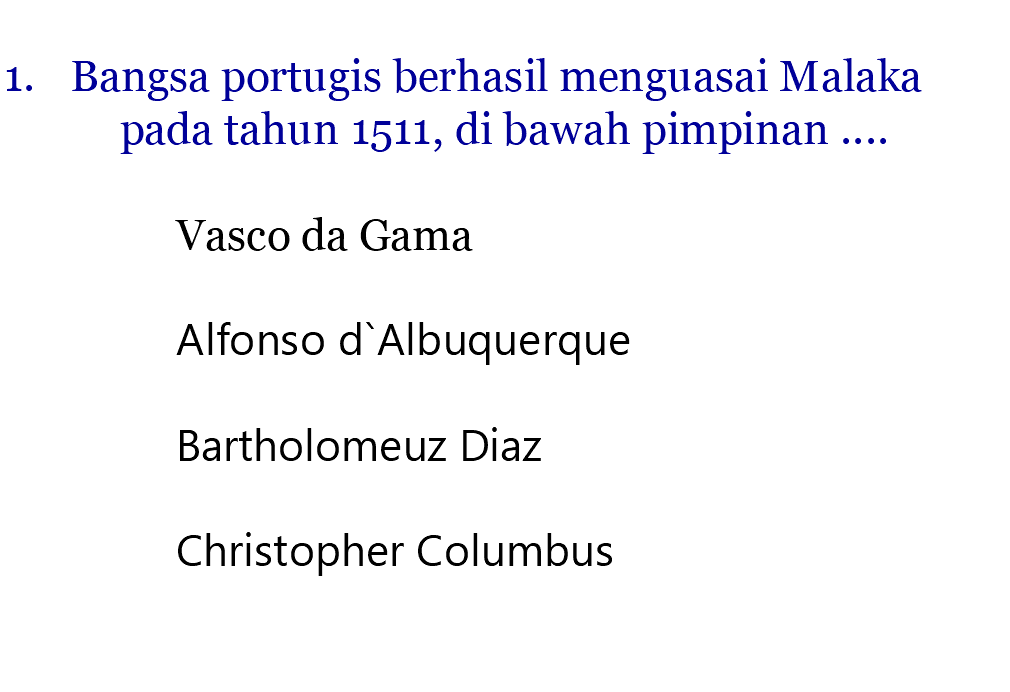 1. Bangsa portugis berhasil menguasai Malaka
pada tahun 1511, di bawah pimpinan ....
Vasco da Gama
Alfonso d`Albuquerque
Bartholomeuz Diaz
Christopher Columbus